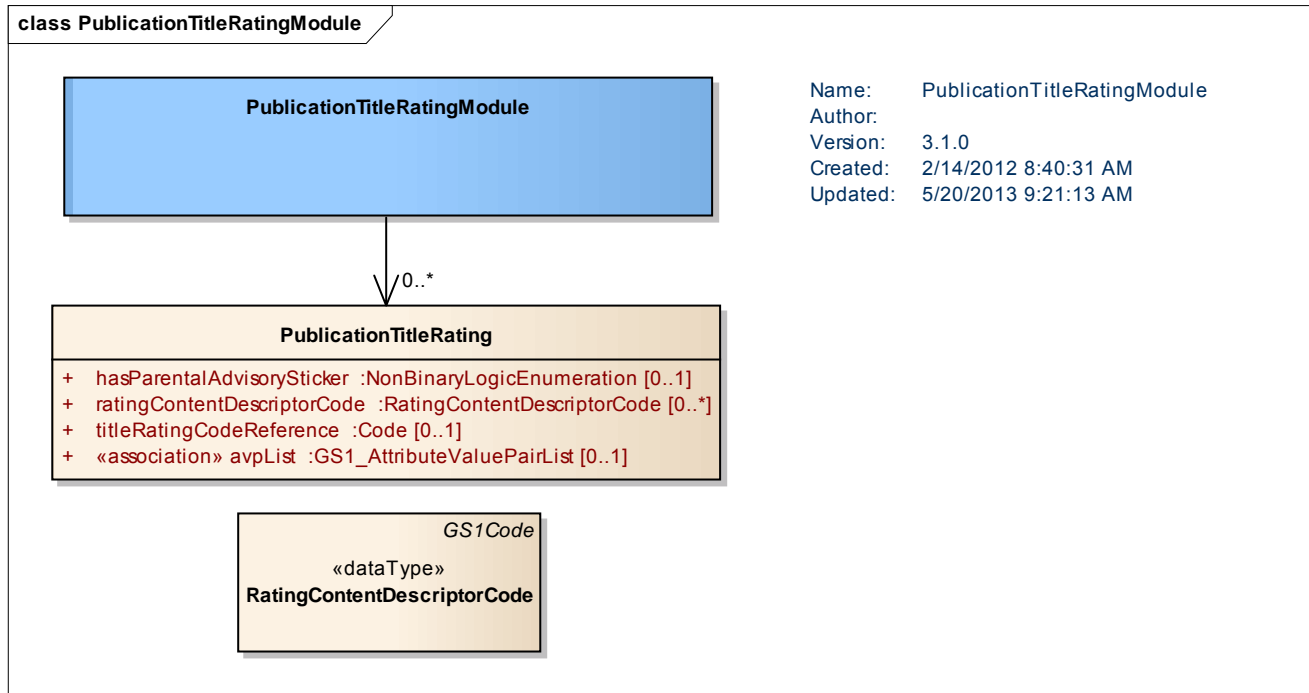 class PublicationTitleRatingModule
PublicationTitleRatingModule
Name: PublicationTitleRatingModule
Author:
Version: 3.1.0
Created: 2/14/2012 8:40:31 AM
Updated: 5/20/2013 9:21:13 AM
0..*
PublicationTitleRating
+ hasParentalAdvisorySticker :NonBinaryLogicEnumeration [0..1]
+ ratingContentDescriptorCode :RatingContentDescriptorCode [0..*]
+ titleRatingCodeReference :Code [0..1]
+ «association» avpList :GS1_AttributeValuePairList [0..1]
GS1Code
«dataType»
RatingContentDescriptorCode